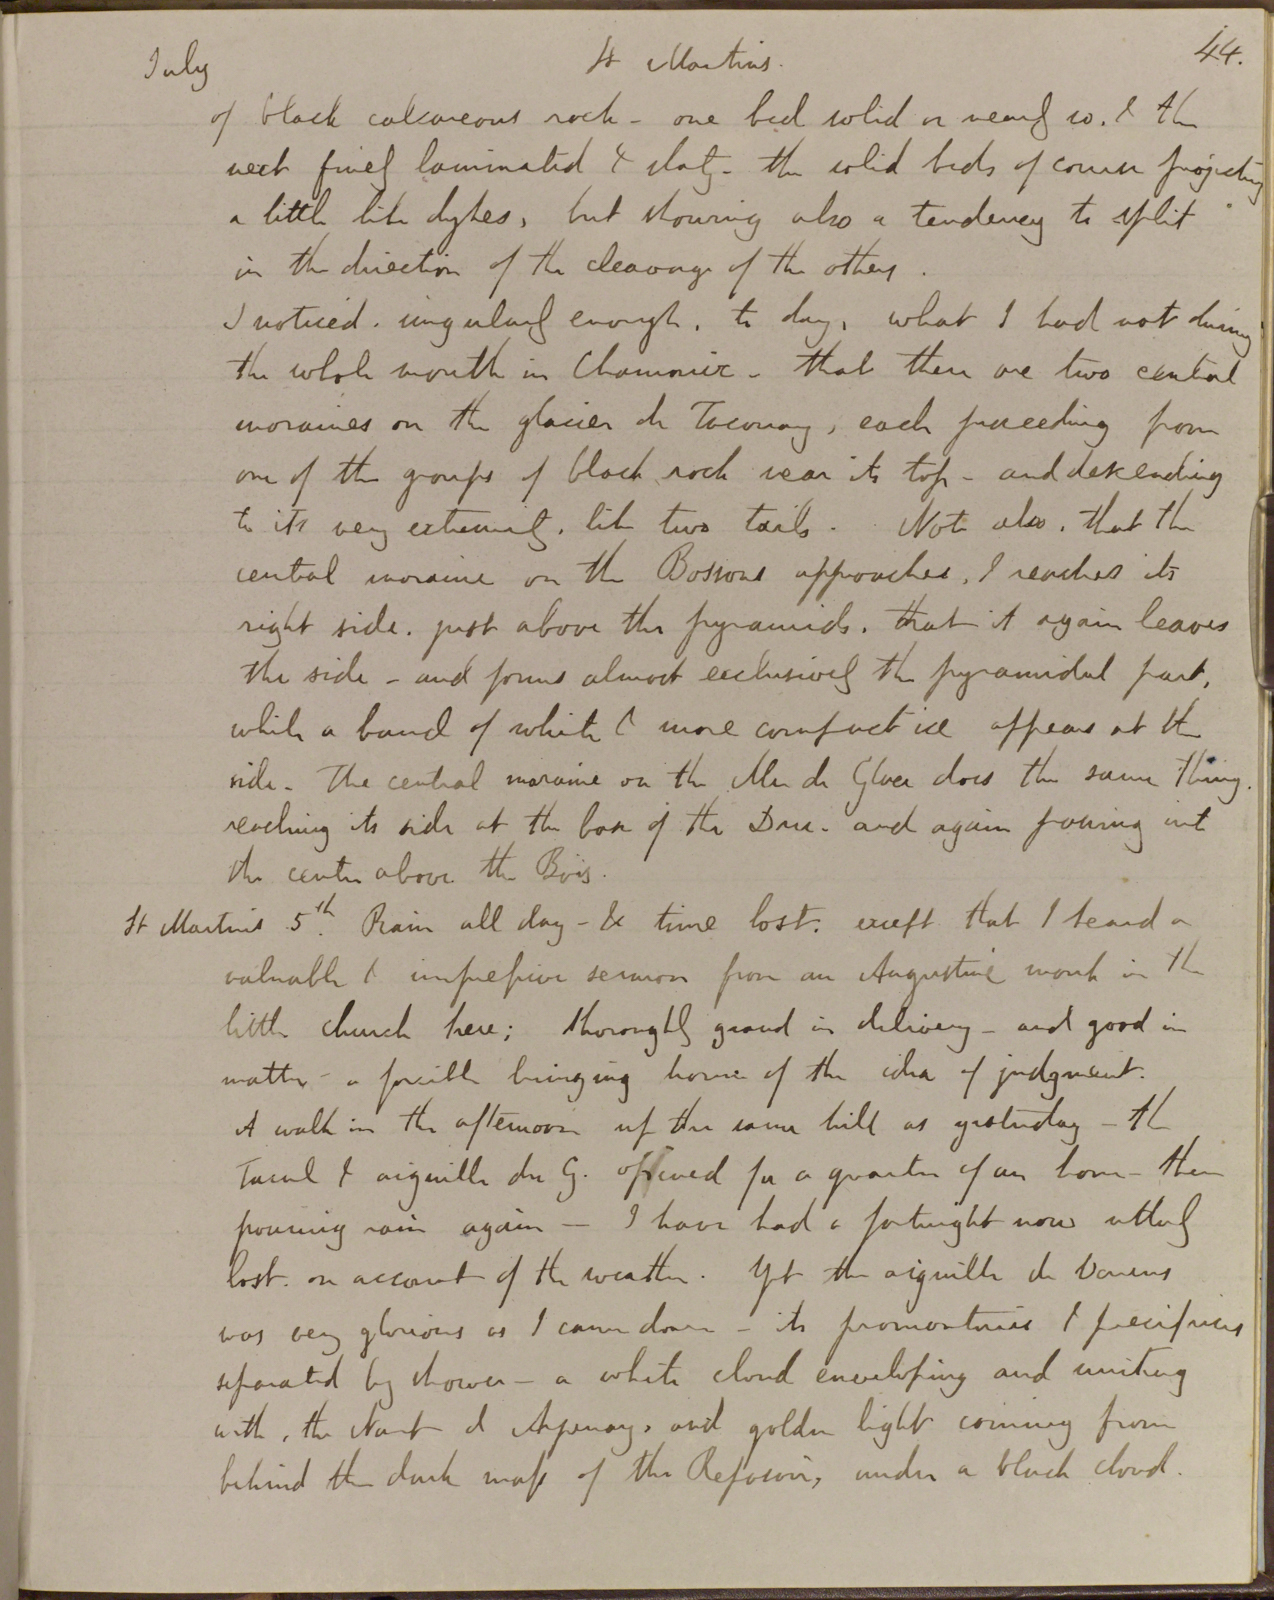 July St Martins. 44.
of black calcareous rock - one bed solid or nearly so. & the
next finely laminated & slaty - the solid beds of course projecting
a little like dykes, but showing also a tendency to split
in the direction of the cleavage of the others.
I noticed. singularly enough, to day, what I had not during
the whole month in Chamonix - that there are two central
moraines on the glacier de Taconay, each proceeding from
one of the groups of black rock near its top - and descending
to its very extremity, like two tails. Note also, that the
central moraine on the Bossons approaches, & reaches its
right side, just above the pyramids, that it again leaves
the side - and forms almost exclusively the pyramidal part,
while a band of white & more compact ice appears at the
side. The central moraine on the Mer de Glace does the same thing.
reaching its side at the base of the Dru. and again pouring into
the centre above the Bois.
St Martins 5th. Rain all day - & time lost. except that I heard a
valuable & impressive sermon from an Augustine monk in the
little church here; thoroughly grand in delivery - and good in
matter - a forcible bringing home of the idea of judgment.
A walk in the afternoon up the same hill as yesterday - the
Tacul & aiguille du G. opened for a quarter of an hour - then
pouring rain again - I have had a fortnight now utterly
lost. on account of the weather. Yet the aiguille de Varens
was very glorious as I came down - its promontories & precipices
separated by shower - a white cloud enveloping and uniting
with, the Nant d Arpenay, and golden light coming from
behind the dark mass of the Reposoir, under a black cloud.